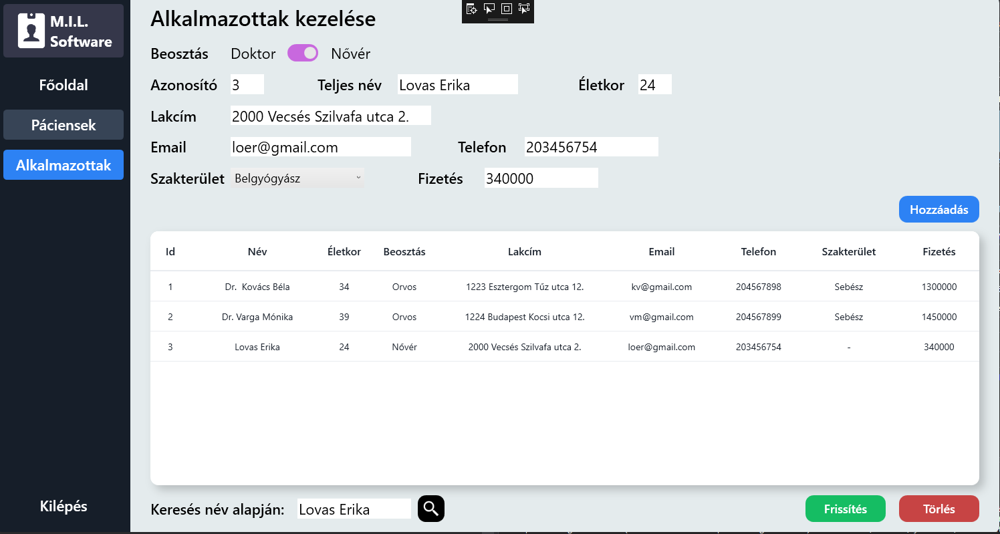 M.I.L.
Software
Főoldal
Páciensek
Alkalmazottak
Kilépés
Alkalmazottak kezelése
Beosztás Doktor Nővér
Azonosító 3 Teljes név Lovas Erika Életkor 24
Lakcím 2000 Vecsés Szilvafa utca 2.
Email loer@gmail.com Telefon 203456754
Szakterület Belgyógyász Fizetés 340000
Hozzáadás
Id Név Életkor Beosztás Lakcím Email Telefon Szakterület Fizetés
1 Dr. Kovács Béla 34 Orvos 1223 Esztergom Tűz utca 12. kv@gmail.com 204567898 Sebész 1300000
2 Dr. Varga Mónika 39 Orvos 1224 Budapest Kocsi utca 12. vm@gmail.com 204567899 Sebész 1450000
3 Lovas Erika 24 Nővér 2000 Vecsés Szilvafa utca 2. loer@gmail.com 203456754 - 340000
Keresés név alapján: Lovas Erika Frissítés Törlés